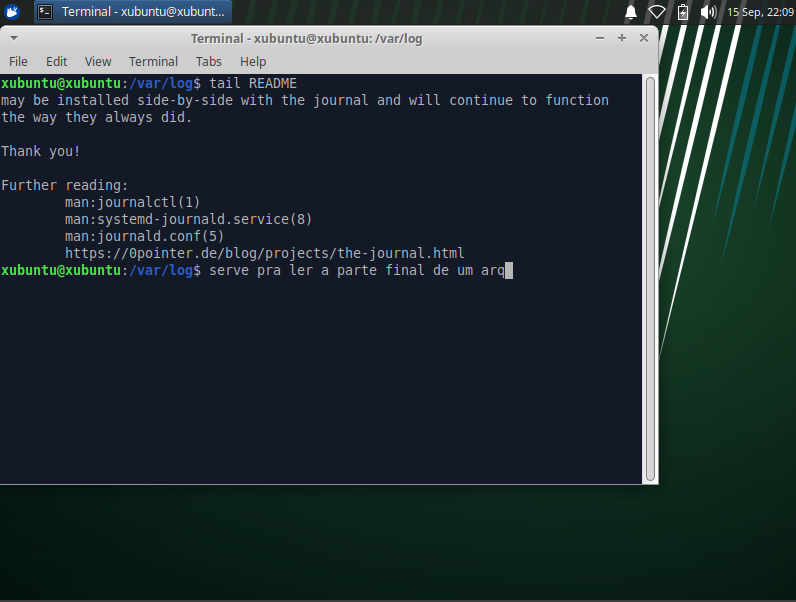 Terminal - xubuntu@xubunt...
15 Sep, 22:09
Terminal - xubuntu@xubuntu: /var/log
File Edit View Terminal Tabs Help
xubuntu@xubuntu:/var/log$ tail README
may be installed side-by-side with the journal and will continue to function
the way they always did.
Thank you!
Further reading:
man:journalctl(1)
man:systemd-journald.service(8)
man:journald.conf(5)
https://0pointer.de/blog/projects/the-journal.html
xubuntu@xubuntu:/var/log$ serve pra ler a parte final de um arq